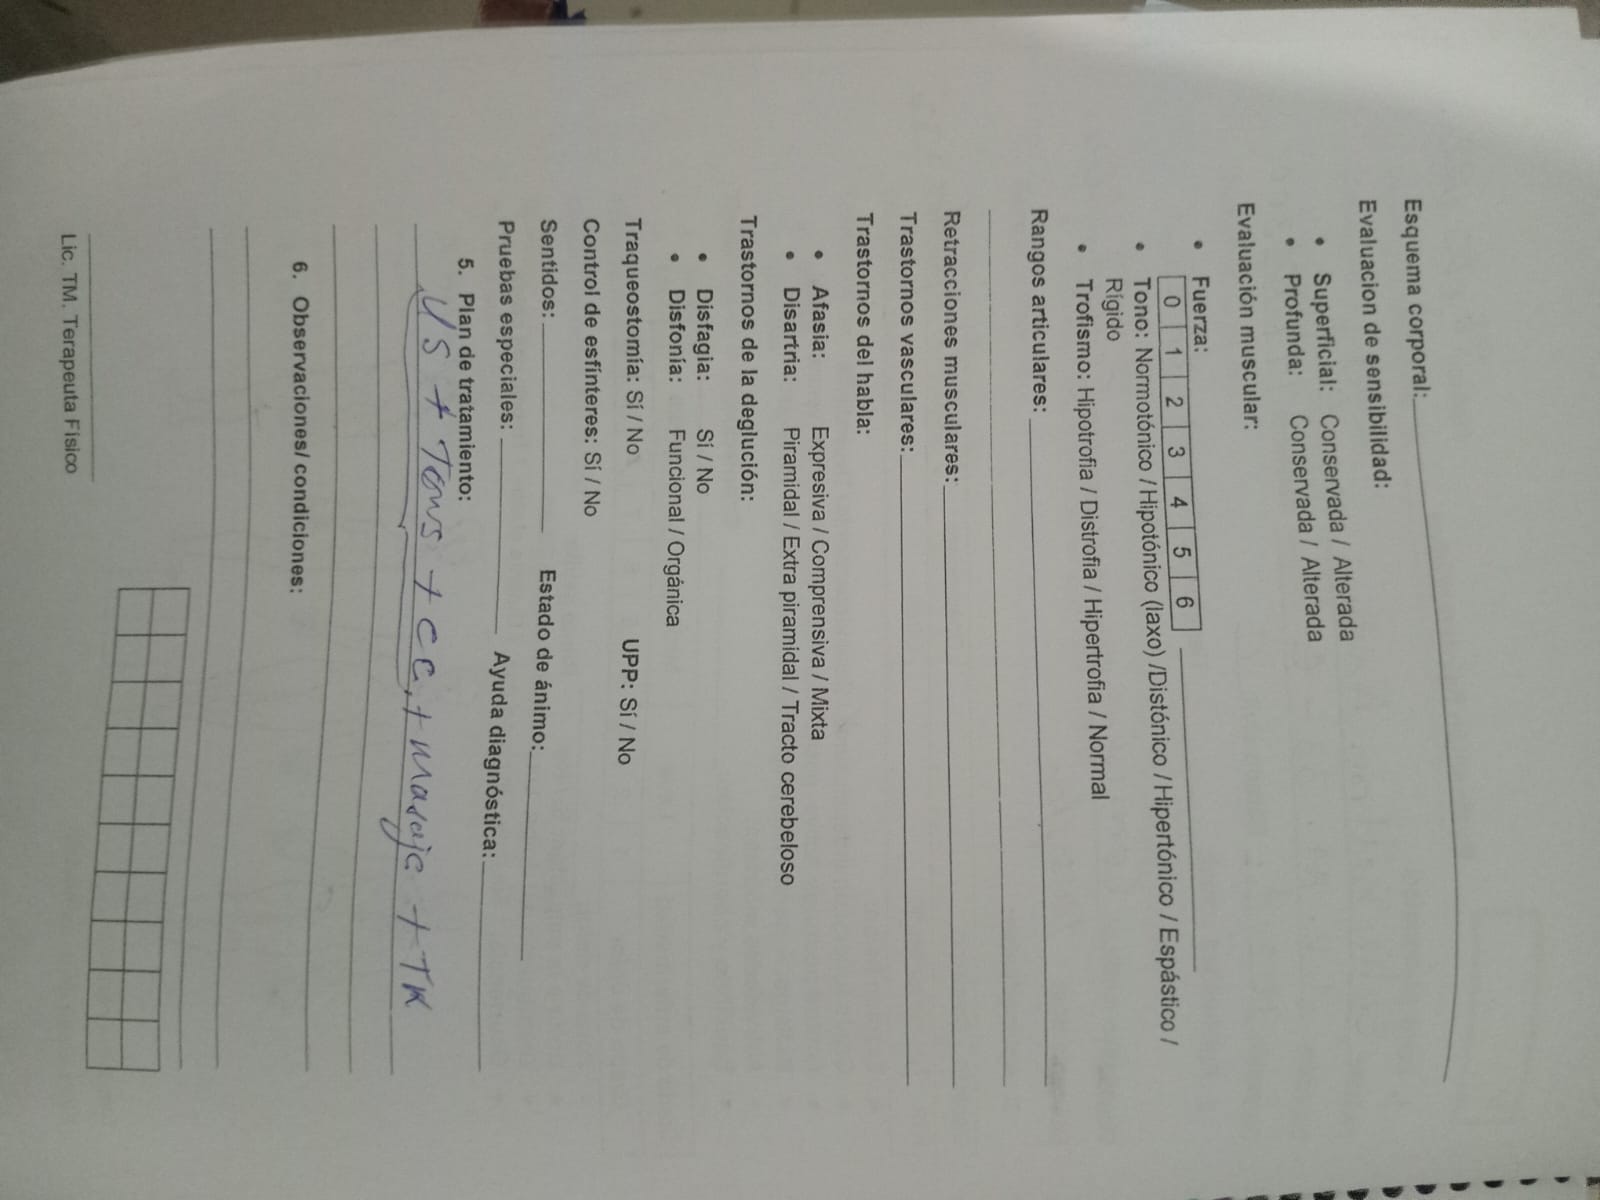 Esquema corporal:
Evaluacion de sensibilidad:
• Superficial: Conservada / Alterada
• Profunda: Conservada / Alterada
Evaluación muscular:
• Fuerza:
0 1 2 3 4 5 6
• Tono: Normotónico / Hipotónico (laxo) /Distónico / Hipertónico / Espástico /
Rígido
• Trofismo: Hipotrofia / Distrofia / Hipertrofia / Normal
Rangos articulares:
Retracciones musculares:
Trastornos vasculares:
Trastornos del habla:
• Afasia: Expresiva / Comprensiva / Mixta
• Disartria: Piramidal / Extra piramidal / Tracto cerebeloso
Trastornos de la deglución:
• Disfagia: Sí / No
• Disfonía: Funcional / Orgánica
Traqueostomía: Sí / No UPP: Sí / No
Control de esfínteres: Sí / No
Sentidos: Estado de ánimo:
Pruebas especiales: Ayuda diagnóstica:
5. Plan de tratamiento:
US + Tens + CC + masaje + TK
6. Observaciones/ condiciones:
Lic. TM. Terapeuta Físico